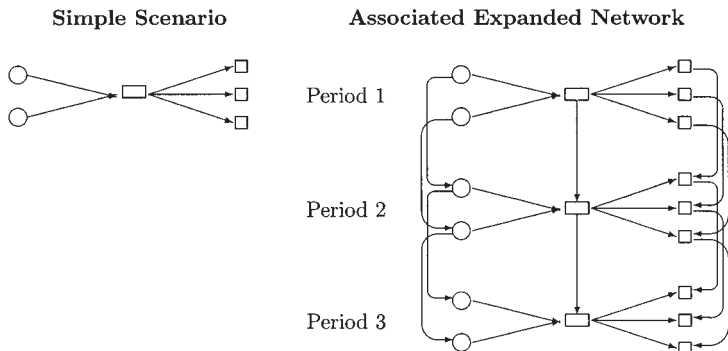 Simple Scenario
Associated Expanded Network
Period 1
Period 2
Period 3